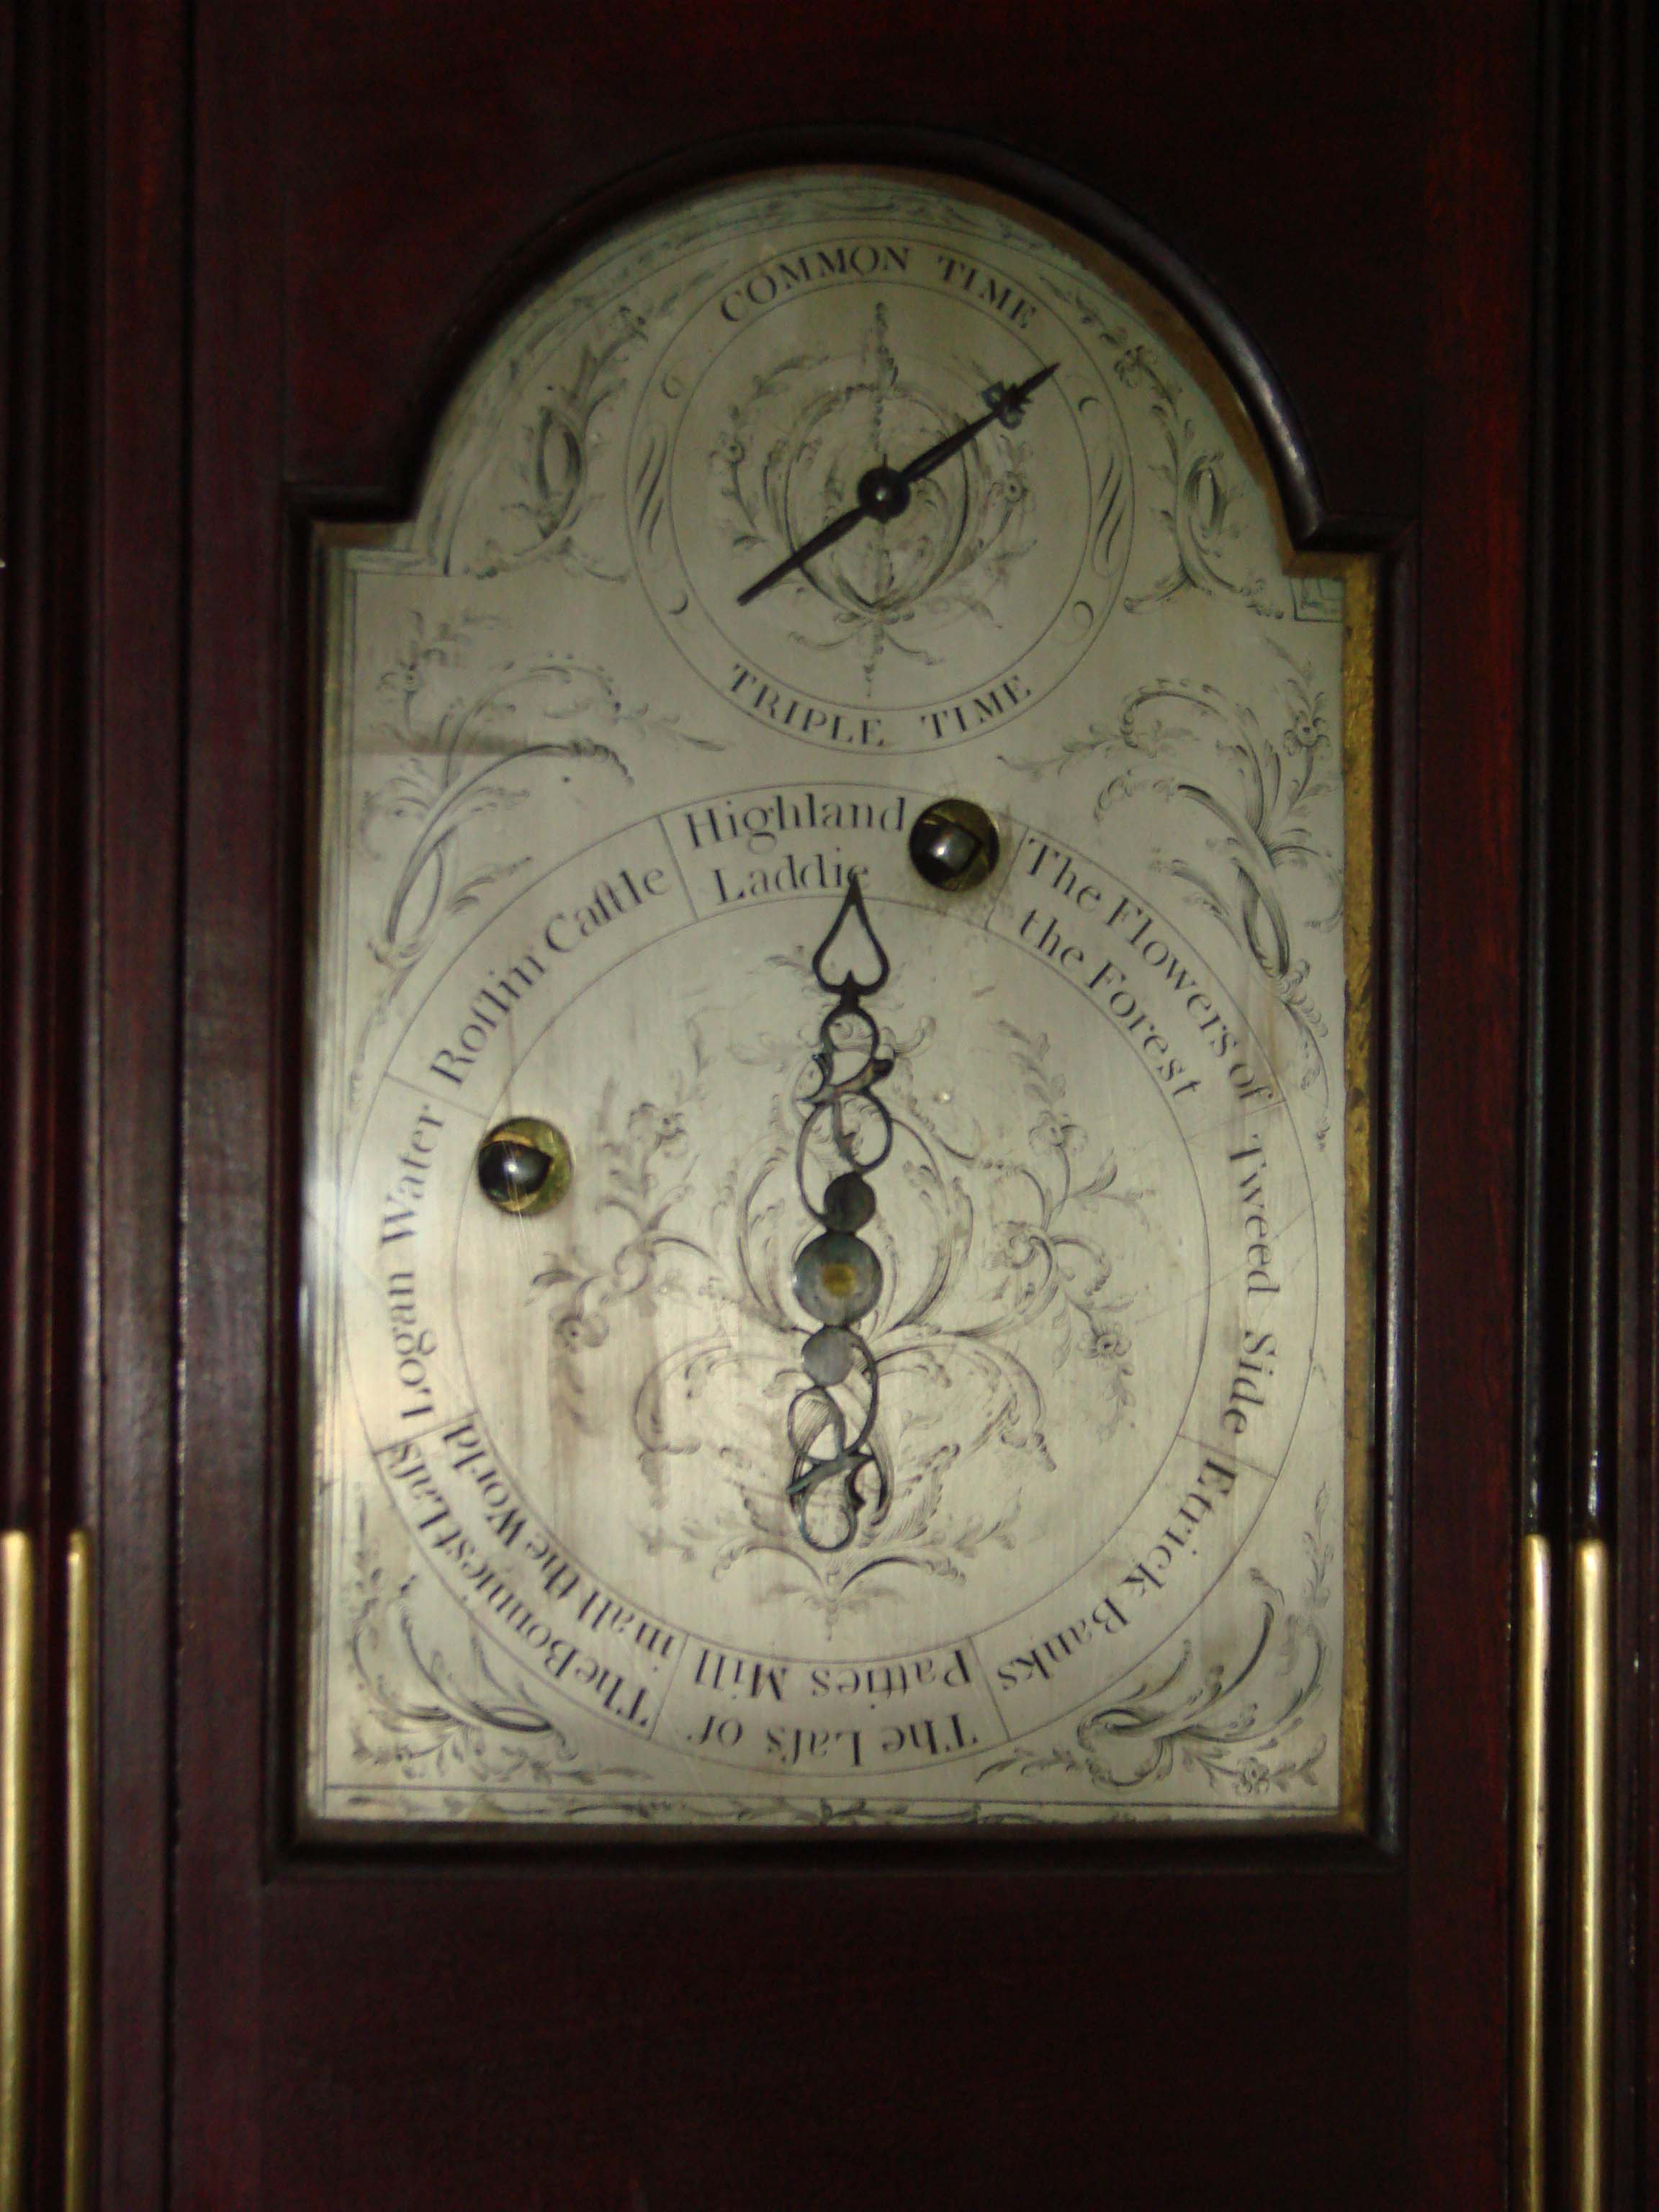 COMMON TIME
TRIPLE TIME
Highland
Laddie
The Flowers of
the Forest
Tweed Side
Etrick Banks
The Laſs of
Patties Mill
The Bonniest Laſs
in all the World
Logan Water
Roſlin Caſtle